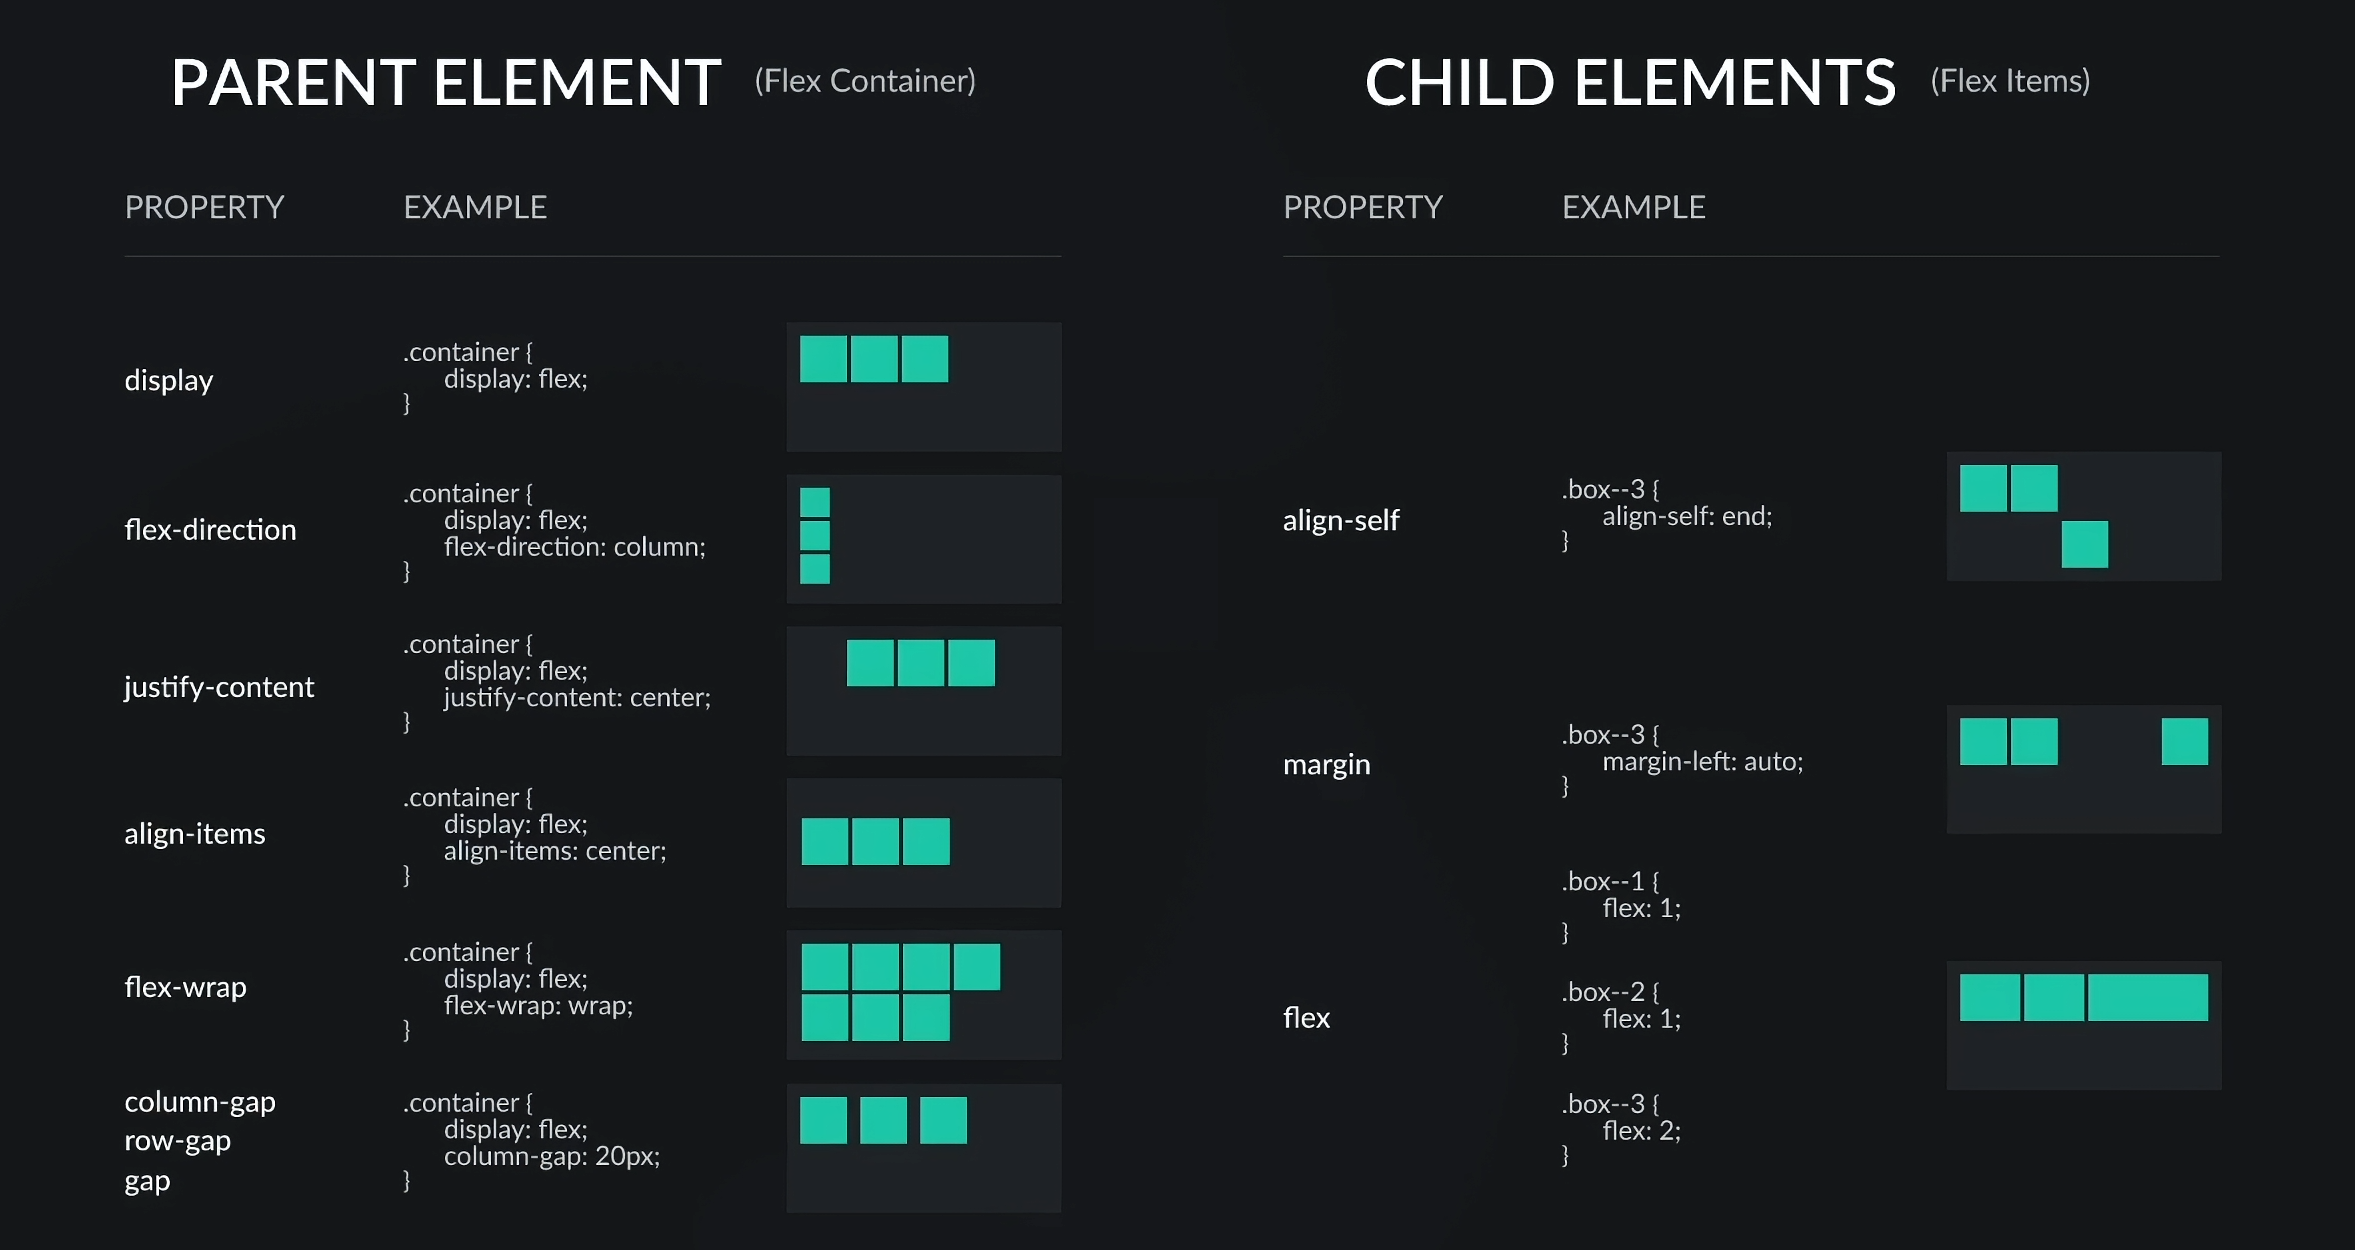 PARENT ELEMENT (Flex Container)
PROPERTY EXAMPLE
display
.container {
display: flex;
}
flex-direction
.container {
display: flex;
flex-direction: column;
}
justify-content
.container {
display: flex;
justify-content: center;
}
align-items
.container {
display: flex;
align-items: center;
}
flex-wrap
.container {
display: flex;
flex-wrap: wrap;
}
column-gap
row-gap
gap
.container {
display: flex;
column-gap: 20px;
}
CHILD ELEMENTS (Flex Items)
PROPERTY EXAMPLE
align-self
.box--3 {
align-self: end;
}
margin
.box--3 {
margin-left: auto;
}
flex
.box--1 {
flex: 1;
}
.box--2 {
flex: 1;
}
.box--3 {
flex: 2;
}